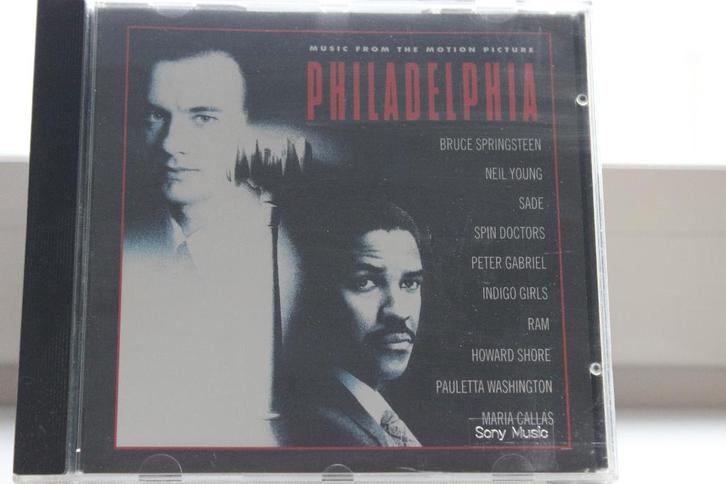 MUSIC FROM THE MOTION PICTURE
PHILADELPHIA
BRUCE SPRINGSTEEN
NEIL YOUNG
SADE
SPIN DOCTORS
PETER GABRIEL
INDIGO GIRLS
RAM
HOWARD SHORE
PAULETTA WASHINGTON
MARIA CALLAS
Sony Music